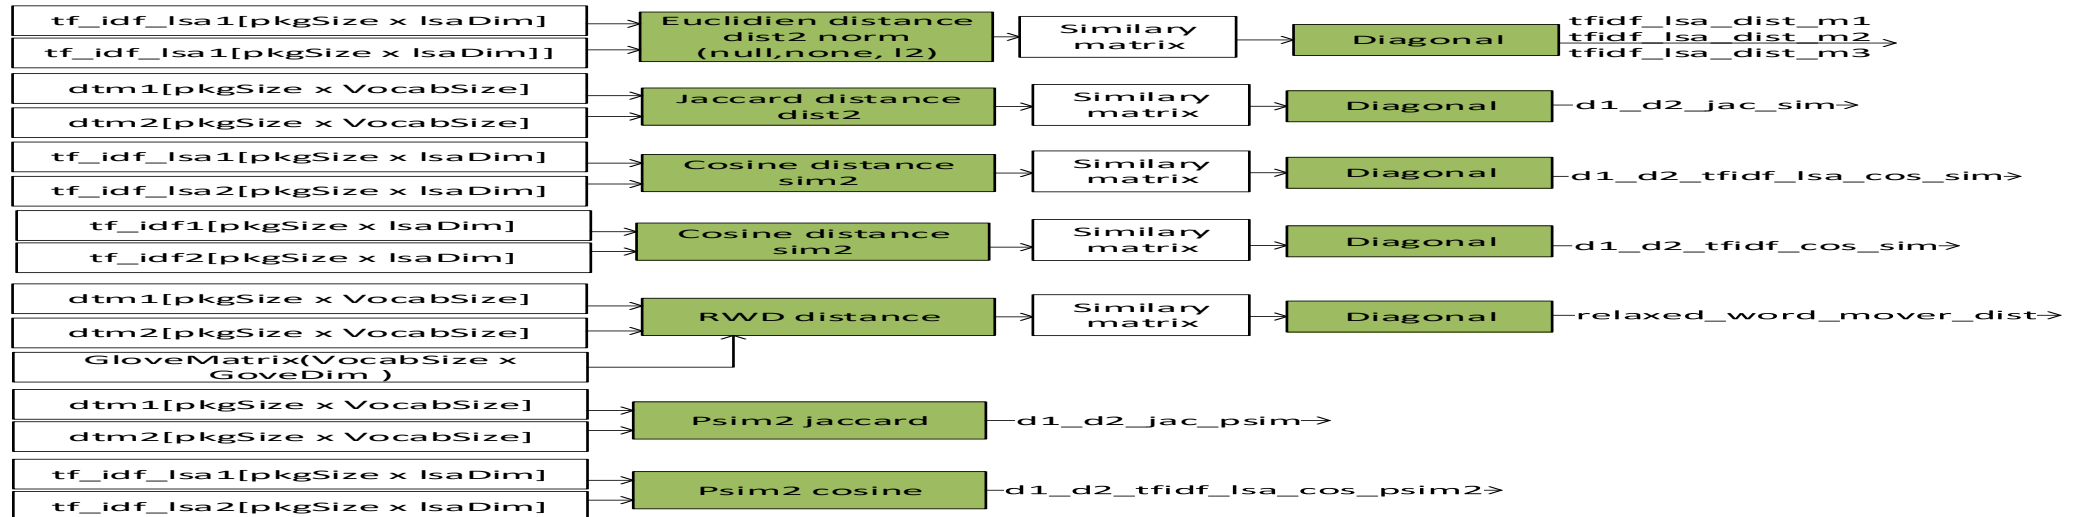 tf_idf_lsa1[pkgSize x lsaDim]
tf_idf_lsa1[pkgSize x lsaDim]]
Euclidien distance
dist2 norm
(null,none, l2)
Similary
matrix
Diagonal
tfidf_lsa_dist_m1
tfidf_lsa_dist_m2
tfidf_lsa_dist_m3
dtm1[pkgSize x VocabSize]
dtm2[pkgSize x VocabSize]
Jaccard distance
dist2
Similary
matrix
Diagonal
d1_d2_jac_sim
tf_idf_lsa1[pkgSize x lsaDim]
tf_idf_lsa2[pkgSize x lsaDim]
Cosine distance
sim2
Similary
matrix
Diagonal
d1_d2_tfidf_lsa_cos_sim
tf_idf1[pkgSize x lsaDim]
tf_idf2[pkgSize x lsaDim]
Cosine distance
sim2
Similary
matrix
Diagonal
d1_d2_tfidf_cos_sim
dtm1[pkgSize x VocabSize]
dtm2[pkgSize x VocabSize]
GloveMatrix(VocabSize x
GoveDim )
RWD distance
Similary
matrix
Diagonal
relaxed_word_mover_dist
dtm1[pkgSize x VocabSize]
dtm2[pkgSize x VocabSize]
Psim2 jaccard
d1_d2_jac_psim
tf_idf_lsa1[pkgSize x lsaDim]
tf_idf_lsa2[pkgSize x lsaDim]
Psim2 cosine
d1_d2_tfidf_lsa_cos_psim2